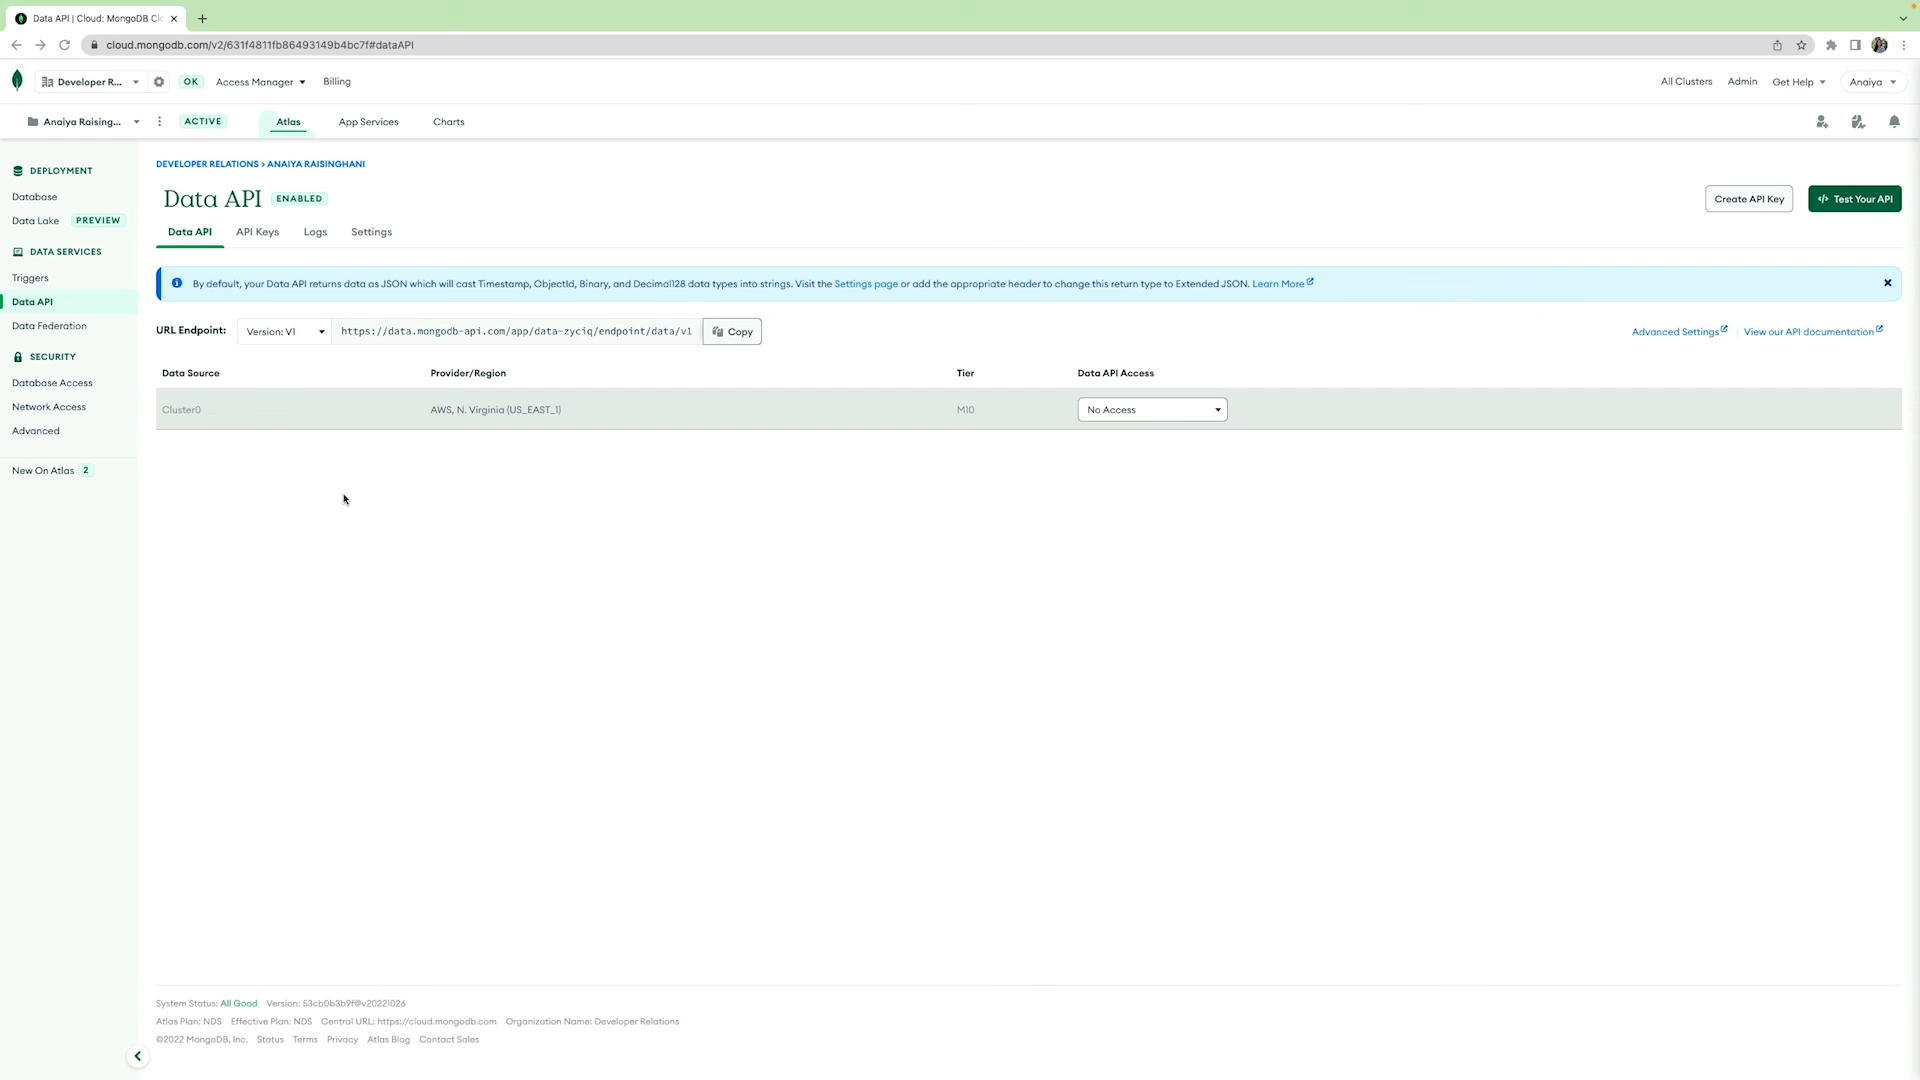 Data API | Cloud: MongoDB Clo
cloud.mongodb.com/v2/631f4811fb86493149b4bc7f#dataAPI
Developer R... OK Access Manager Billing All Clusters Admin Get Help Anaiya
Anaiya Raising... ACTIVE Atlas App Services Charts
DEPLOYMENT
Database
Data Lake PREVIEW
DATA SERVICES
Triggers
Data API
Data Federation
SECURITY
Database Access
Network Access
Advanced
New On Atlas 2
DEVELOPER RELATIONS > ANAIYA RAISINGHANI
Data API ENABLED Create API Key </> Test Your API
Data API API Keys Logs Settings
By default, your Data API returns data as JSON which will cast Timestamp, ObjectId, Binary, and Decimal128 data types into strings. Visit the Settings page or add the appropriate header to change this return type to Extended JSON. Learn More
URL Endpoint: Version: V1 https://data.mongodb-api.com/app/data-zyciq/endpoint/data/v1 Copy Advanced Settings View our API documentation
Data Source Provider/Region Tier Data API Access
Cluster0 AWS, N. Virginia (US_EAST_1) M10 No Access
System Status: All Good Version: 53cb0b3b9f@v20221026
Atlas Plan: NDS Effective Plan: NDS Central URL: https://cloud.mongodb.com Organization Name: Developer Relations
©2022 MongoDB, Inc. Status Terms Privacy Atlas Blog Contact Sales